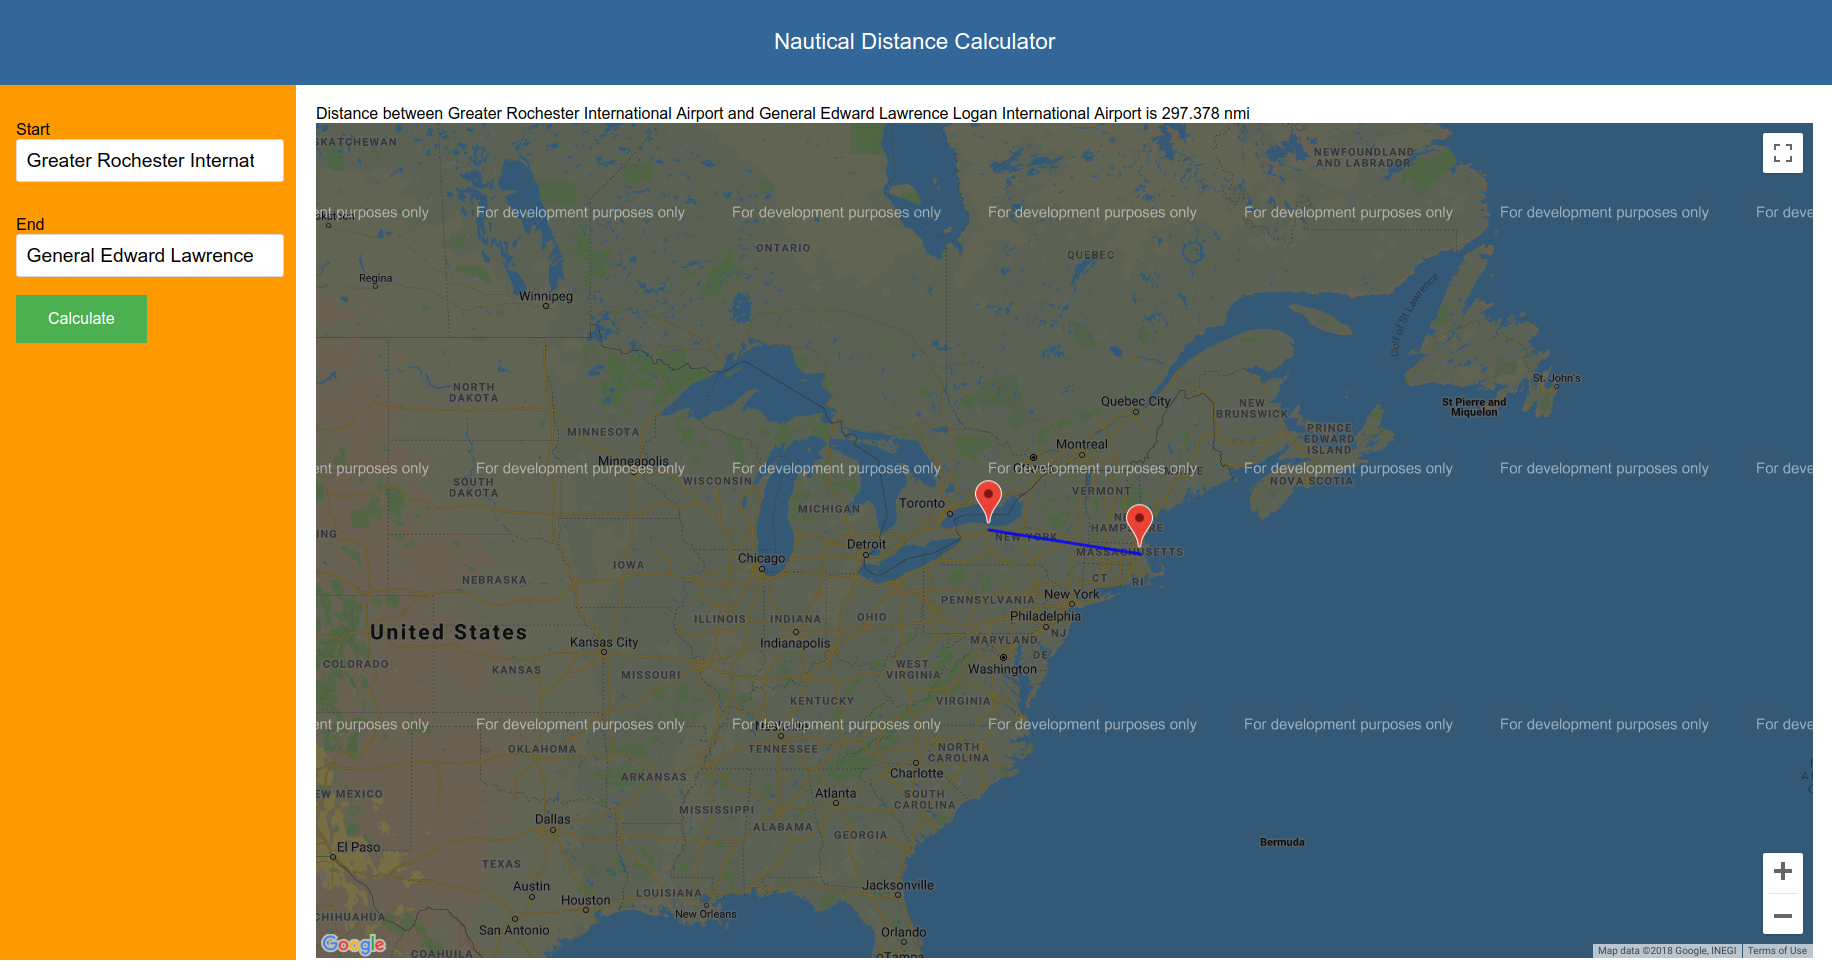 Nautical Distance Calculator
Start
Greater Rochester Internat
End
General Edward Lawrence
Calculate
Distance between Greater Rochester International Airport and General Edward Lawrence Logan International Airport is 297.378 nmi
SKATCHEWAN
NEWFOUNDLAND
AND LABRADOR
ent purposes only
For development purposes only
For development purposes only
For development purposes only
For development purposes only
For development purposes only
For deve
ONTARIO
QUEBEC
Regina
Winnipeg
Gulf of St Lawrence
NORTH
DAKOTA
St. John's
St Pierre and
Miquelon
Quebec City
NEW
BRUNSWICK
PRINCE
EDWARD
ISLAND
MINNESOTA
Montreal
Minneapolis
ent purposes only
For development purposes only
For development purposes only
For development purposes only
For development purposes only
For development purposes only
For deve
MAINE
NOVA SCOTIA
SOUTH
DAKOTA
WISCONSIN
VERMONT
MICHIGAN
Toronto
NEW
HAMPSHIRE
ING
NEW YORK
Detroit
MASSACHUSETTS
Chicago
IOWA
NEBRASKA
CT
RI
PENNSYLVANIA
New York
ILLINOIS
INDIANA
OHIO
Philadelphia
United States
Kansas City
Indianapolis
MARYLAND
NJ
DE
COLORADO
KANSAS
MISSOURI
WEST
VIRGINIA
Washington
KENTUCKY
VIRGINIA
ent purposes only
For development purposes only
For development purposes only
For development purposes only
For development purposes only
For development purposes only
For deve
Nashville
OKLAHOMA
TENNESSEE
NORTH
CAROLINA
ARKANSAS
Charlotte
EW MEXICO
Atlanta
SOUTH
CAROLINA
MISSISSIPPI
Dallas
ALABAMA
GEORGIA
El Paso
Bermuda
TEXAS
Austin
Jacksonville
LOUISIANA
Houston
New Orleans
CHIHUAHUA
San Antonio
Orlando
Google
COAHUILA
Tampa
Map data ©2018 Google, INEGI
Terms of Use